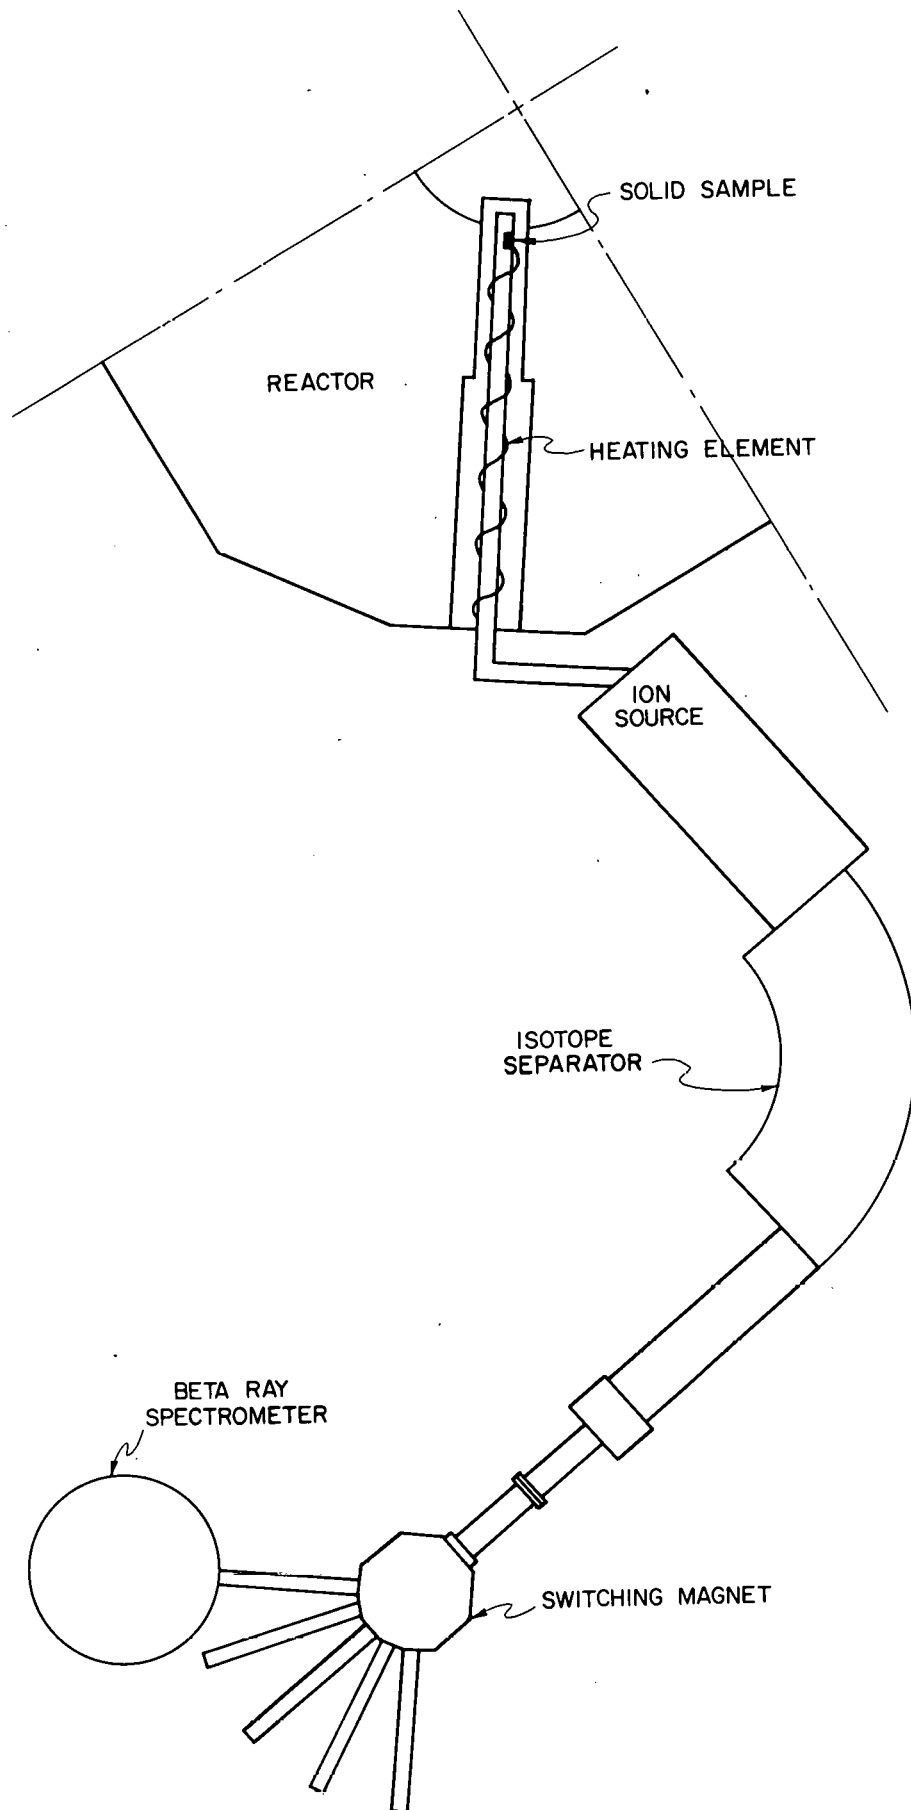 SOLID SAMPLE
REACTOR
HEATING ELEMENT
ION
SOURCE
ISOTOPE
SEPARATOR
BETA RAY
SPECTROMETER
SWITCHING MAGNET